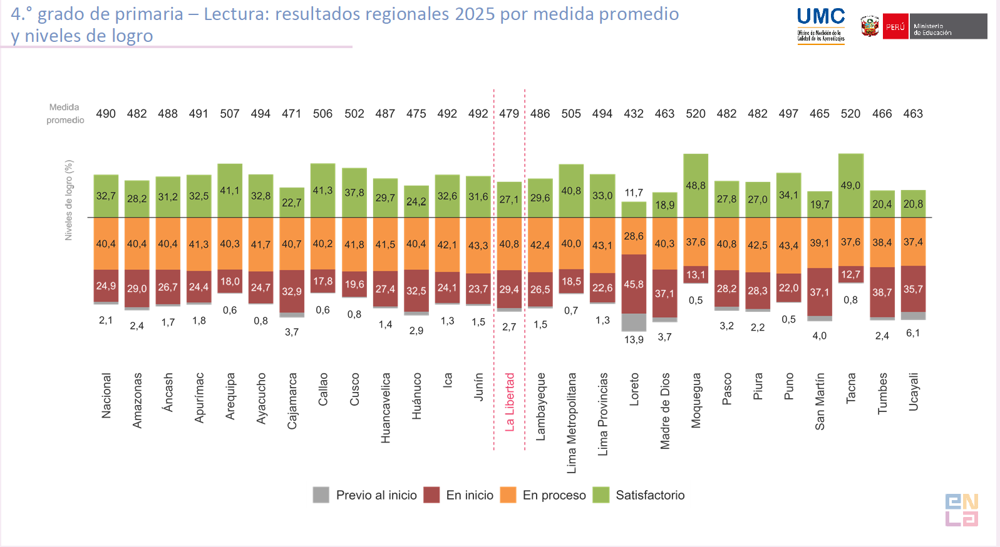 4.° grado de primaria – Lectura: resultados regionales 2025 por medida promedio
y niveles de logro
UMC
Oficina de Medición de la
Calidad de los Aprendizajes
PERÚ
Ministerio
de Educación
Medida
promedio
490 482 488 491 507 494 471 506 502 487 475 492 492 479 486 505 494 432 463 520 482 482 497 465 520 466 463
Niveles de logro (%)
32,7 28,2 31,2 32,5 41,1 32,8 22,7 41,3 37,8 29,7 24,2 32,6 31,6 27,1 29,6 40,8 33,0 11,7 18,9 48,8 27,8 27,0 34,1 19,7 49,0 20,4 20,8
40,4 40,4 40,4 41,3 40,3 41,7 40,7 40,2 41,8 41,5 40,4 42,1 43,3 40,8 42,4 40,0 43,1 28,6 40,3 37,6 40,8 42,5 43,4 39,1 37,6 38,4 37,4
24,9 29,0 26,7 24,4 18,0 24,7 32,9 17,8 19,6 27,4 32,5 24,1 23,7 29,4 26,5 18,5 22,6 45,8 37,1 13,1 28,2 28,3 22,0 37,1 12,7 38,7 35,7
2,1 2,4 1,7 1,8 0,6 0,8 3,7 0,6 0,8 1,4 2,9 1,3 1,5 2,7 1,5 0,7 1,3 13,9 3,7 0,5 3,2 2,2 0,5 4,0 0,8 2,4 6,1
Nacional
Amazonas
Áncash
Apurímac
Arequipa
Ayacucho
Cajamarca
Callao
Cusco
Huancavelica
Huánuco
Ica
Junín
La Libertad
Lambayeque
Lima Metropolitana
Lima Provincias
Loreto
Madre de Dios
Moquegua
Pasco
Piura
Puno
San Martín
Tacna
Tumbes
Ucayali
Previo al inicio En inicio En proceso Satisfactorio
EN
LA